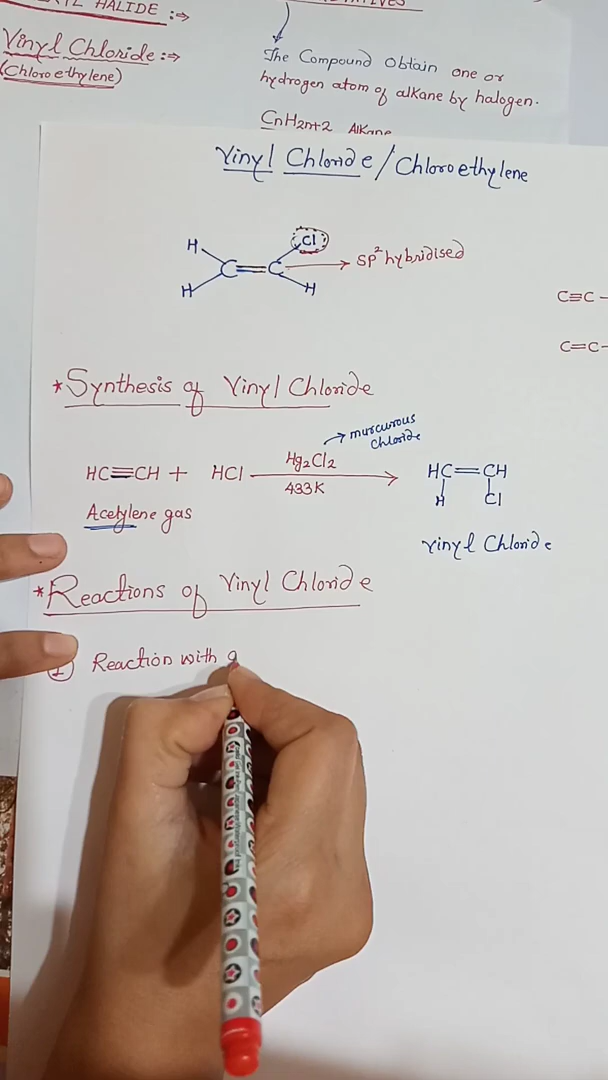 HALIDE :⇒
Vinyl Chloride :⇒
(Chloroethylene)
The Compound Obtain one or
hydrogen atom of alkane by halogen.
CnH2n+2 Alkane
Vinyl Chloride / Chloroethylene
H Cl
C=C → SP² hybridised
H H
C≡C -
C=C-
*Synthesis of Vinyl Chloride
→ murcurous
chloride
HC≡CH + HCl Hg₂Cl₂ → HC=CH
433K H Cl
Acetylene gas
Vinyl Chloride
*Reactions of Vinyl Chloride
① Reaction with